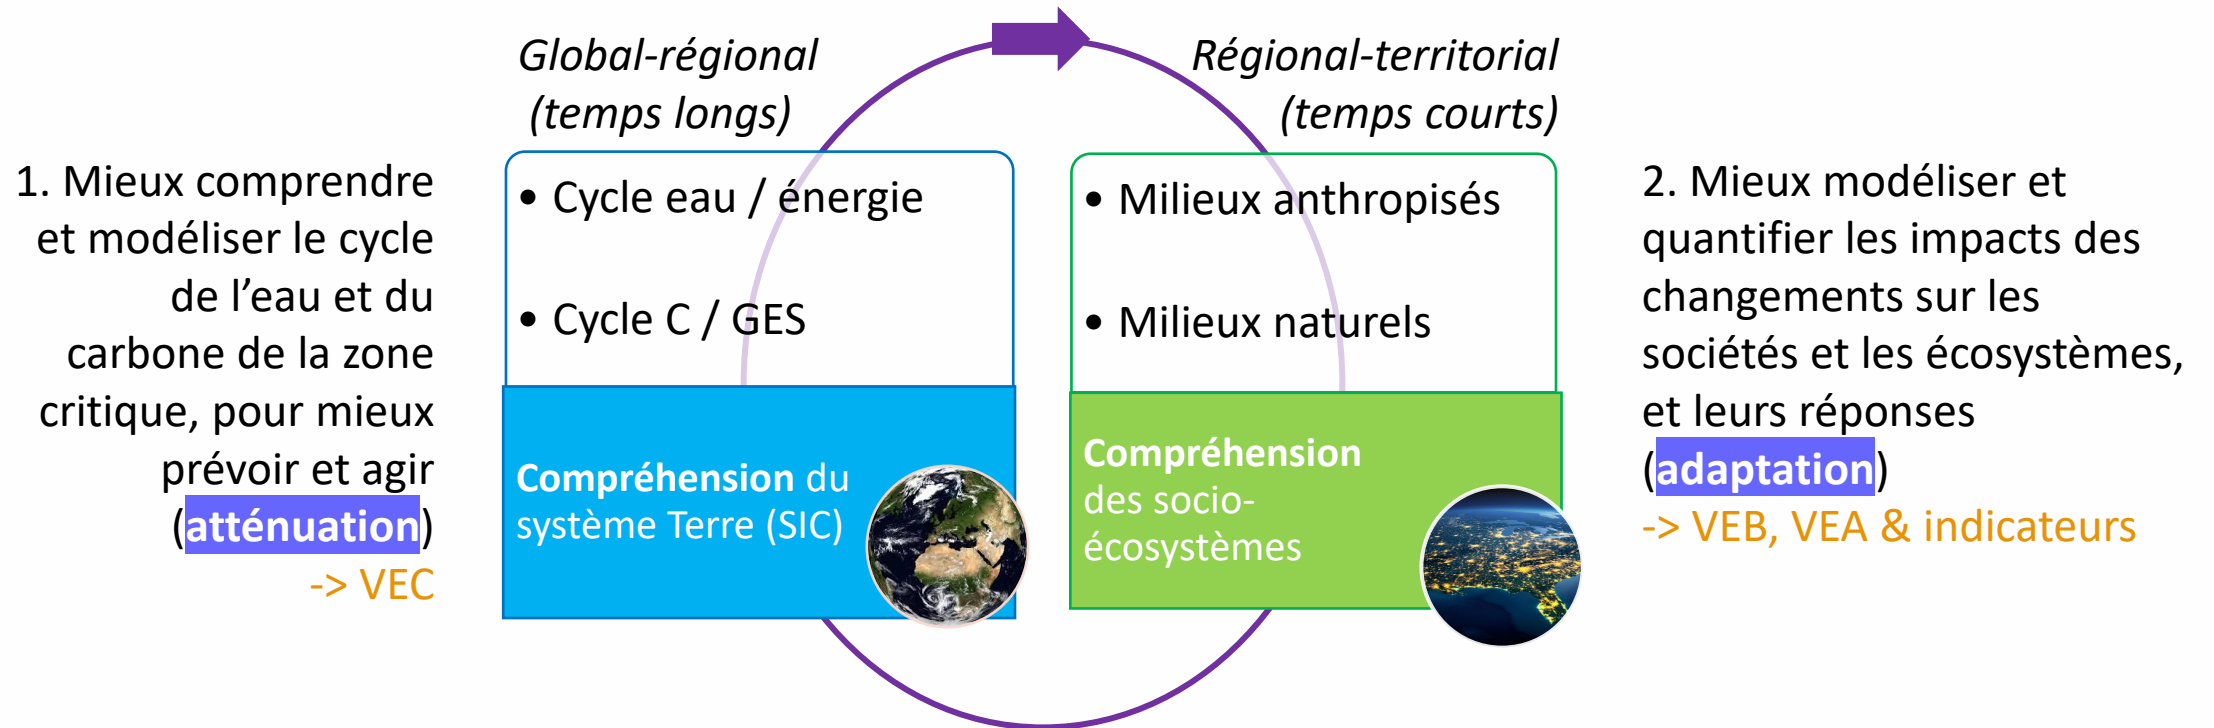 1. Mieux comprendre
et modéliser le cycle
de l’eau et du
carbone de la zone
critique, pour mieux
prévoir et agir
(atténuation)
-> VEC
Global-régional
(temps longs)
• Cycle eau / énergie
• Cycle C / GES
Compréhension du
système Terre (SIC)
Régional-territorial
(temps courts)
• Milieux anthropisés
• Milieux naturels
Compréhension
des socio-
écosystèmes
2. Mieux modéliser et
quantifier les impacts des
changements sur les
sociétés et les écosystèmes,
et leurs réponses
(adaptation)
-> VEB, VEA & indicateurs